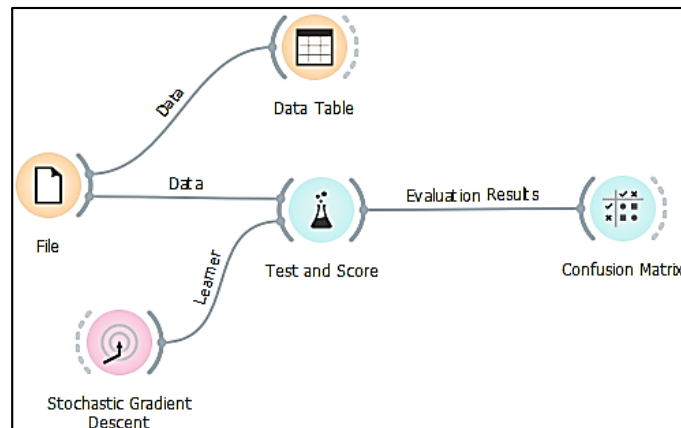 Data Table
Data
Data
File
Evaluation Results
Test and Score
Confusion Matrix
Learner
Stochastic Gradient
Descent